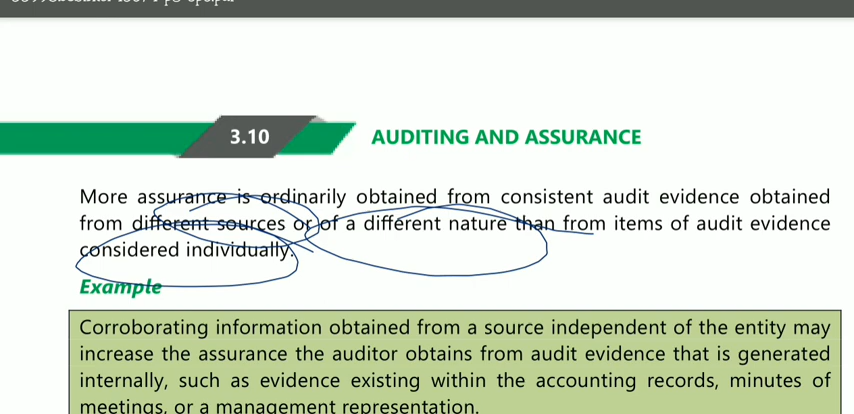 3.10
AUDITING AND ASSURANCE
More assurance is ordinarily obtained from consistent audit evidence obtained
from different sources or of a different nature than from items of audit evidence
considered individually.
Example
Corroborating information obtained from a source independent of the entity may
increase the assurance the auditor obtains from audit evidence that is generated
internally, such as evidence existing within the accounting records, minutes of
meetings, or a management representation.